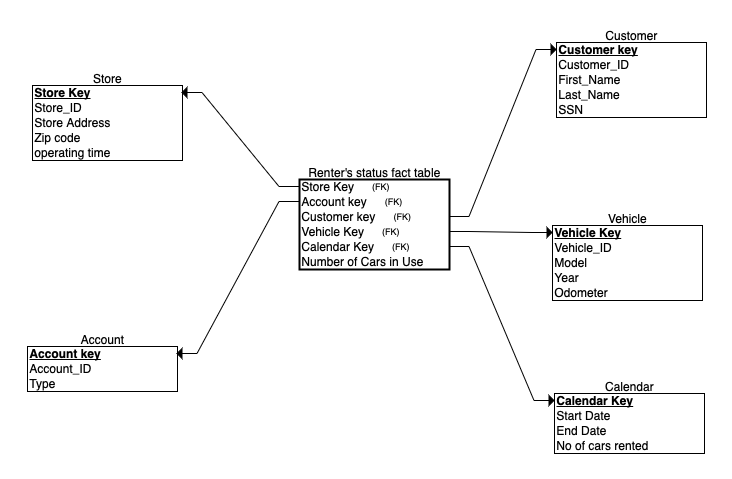 Customer
Customer key
Customer_ID
First_Name
Last_Name
SSN
Store
Store Key
Store_ID
Store Address
Zip code
operating time
Renter's status fact table
Store Key (FK)
Account key (FK)
Customer key (FK)
Vehicle Key (FK)
Calendar Key (FK)
Number of Cars in Use
Vehicle
Vehicle Key
Vehicle_ID
Model
Year
Odometer
Account
Account key
Account_ID
Type
Calendar
Calendar Key
Start Date
End Date
No of cars rented